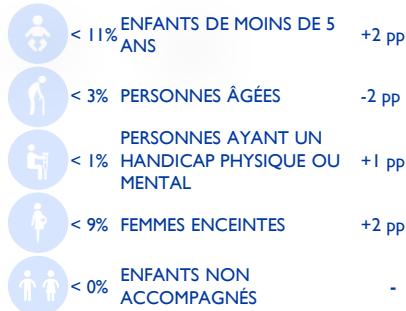 < 11% ENFANTS DE MOINS DE 5 +2 pp
ANS
< 3% PERSONNES ÂGÉES -2 pp
PERSONNES AYANT UN
< 1% HANDICAP PHYSIQUE OU +1 pp
MENTAL
< 9% FEMMES ENCEINTES +2 pp
< 0% ENFANTS NON -
ACCOMPAGNÉS